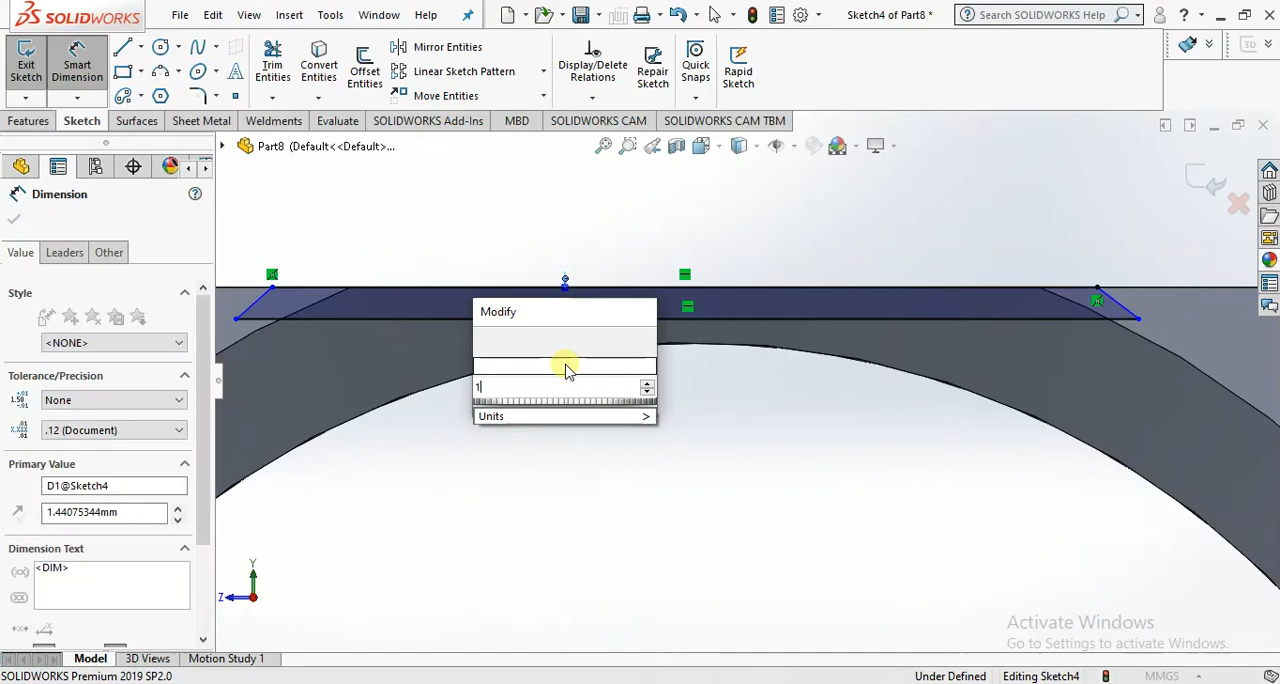 3S SOLIDWORKS
File
Edit
View
Insert
Tools
Window
Help
Sketch4 of Part8 *
Search SOLIDWORKS Help
?
Exit Sketch
Smart Dimension
Trim Entities
Convert Entities
Offset Entities
Mirror Entities
Linear Sketch Pattern
Move Entities
Display/Delete Relations
Repair Sketch
Quick Snaps
Rapid Sketch
3D
Features
Sketch
Surfaces
Sheet Metal
Weldments
Evaluate
SOLIDWORKS Add-Ins
MBD
SOLIDWORKS CAM
SOLIDWORKS CAM TBM
Part8 (Default<<Default>...
Dimension
Value
Leaders
Other
Style
<NONE>
Tolerance/Precision
None
.12 (Document)
Primary Value
D1@Sketch4
1.44075344mm
Dimension Text
<DIM>
Modify
1
Units >
Y
Z
Activate Windows
Go to Settings to activate Windows.
Model
3D Views
Motion Study 1
SOLIDWORKS Premium 2019 SP2.0
Under Defined
Editing Sketch4
MMGS